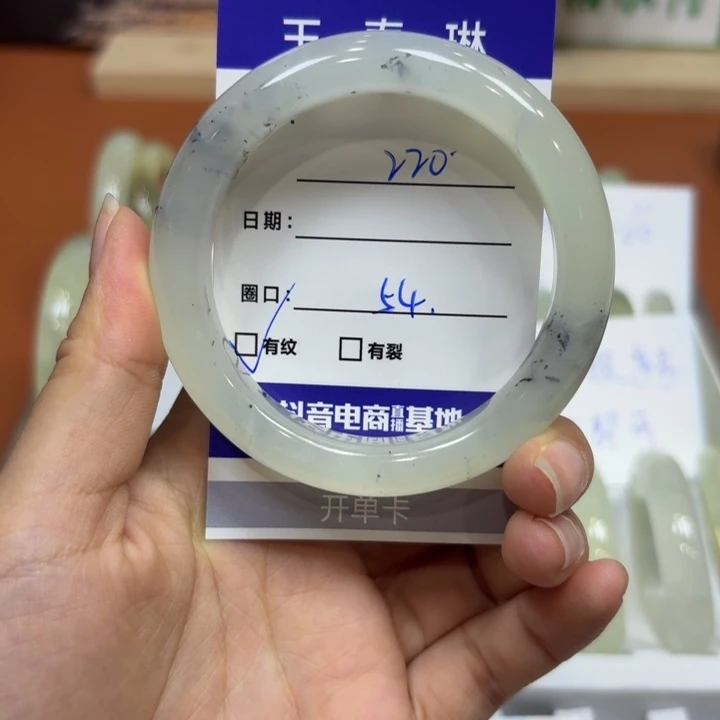 220
日期:
圈口: 54.
有纹 有裂
抖音电商直播基地
开单卡